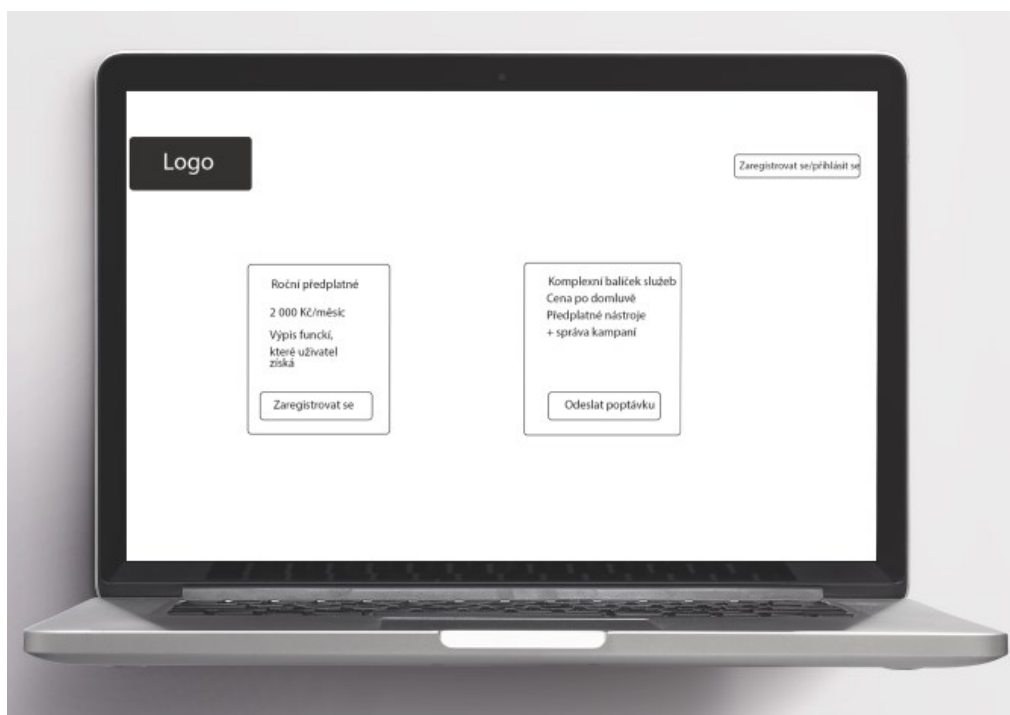 Logo
Zaregistrovat se/přihlásit se
Roční předplatné
2 000 Kč/měsíc
Výpis funckí,
které uživatel
získá
Zaregistrovat se
Komplexní balíček služeb
Cena po domluvě
Předplatné nástroje
+ správa kampaní
Odeslat poptávku